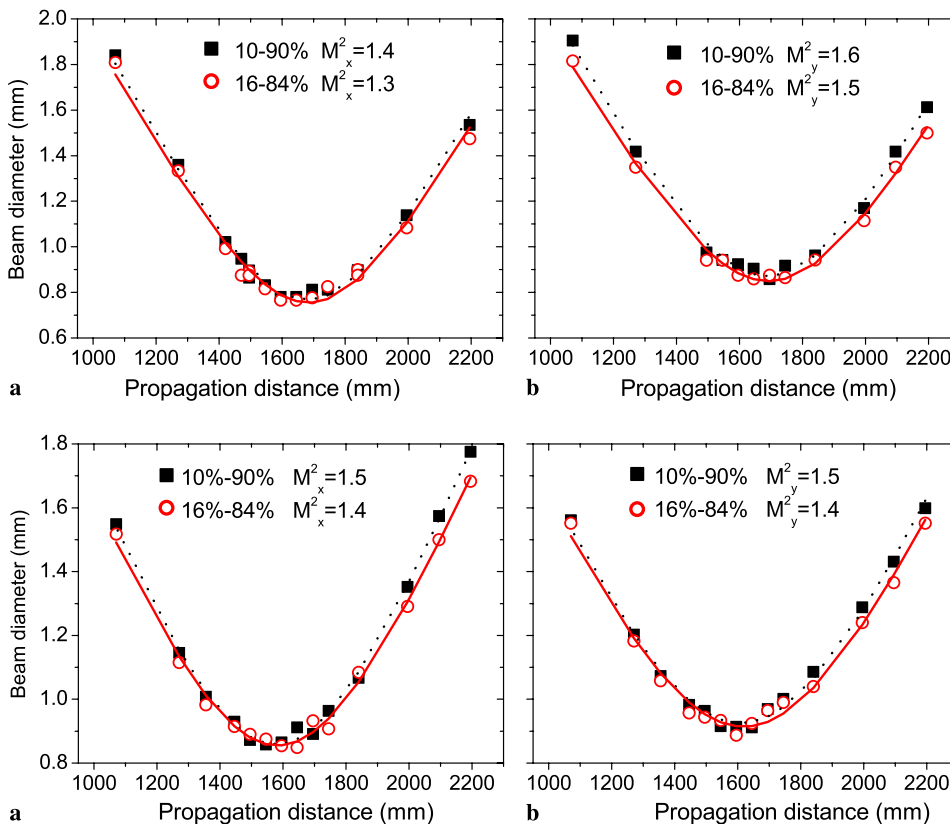 2.0
1.8
1.6
1.4
1.2
1.0
0.8
0.6
Beam diameter (mm)
10-90% M²ₓ=1.4
16-84% M²ₓ=1.3
1000 1200 1400 1600 1800 2000 2200
a Propagation distance (mm)
10-90% M²y=1.6
16-84% M²y=1.5
1000 1200 1400 1600 1800 2000 2200
b Propagation distance (mm)
1.8
1.6
1.4
1.2
1.0
0.8
Beam diameter (mm)
10%-90% M²ₓ=1.5
16%-84% M²ₓ=1.4
1000 1200 1400 1600 1800 2000 2200
a Propagation distance (mm)
10%-90% M²y=1.5
16%-84% M²y=1.4
1000 1200 1400 1600 1800 2000 2200
b Propagation distance (mm)